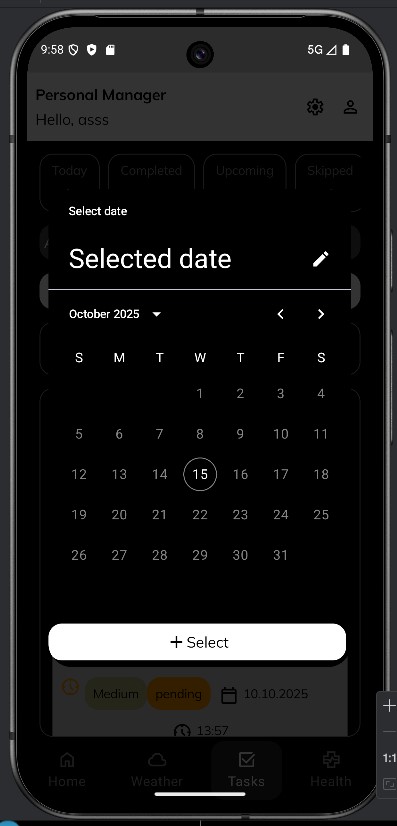 9:58 5G
Personal Manager
Hello, asss
Today Completed Upcoming Skipped
Select date
Selected date
October 2025
S M T W T F S
1 2 3 4
5 6 7 8 9 10 11
12 13 14 15 16 17 18
19 20 21 22 23 24 25
26 27 28 29 30 31
+ Select
Medium pending 10.10.2025
13:57
Home Weather Tasks Health
1:1